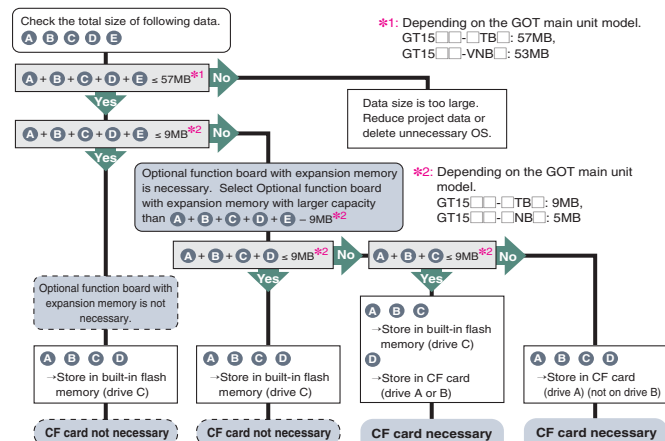 Check the total size of following data.
A B C D E
*1: Depending on the GOT main unit model.
GT15□□-□TB□: 57MB,
GT15□□-VNB□: 53MB
A + B + C + D + E ≤ 57MB*1
No
Yes
Data size is too large.
Reduce project data or
delete unnecessary OS.
A + B + C + D + E ≤ 9MB*2
No
Yes
Optional function board with expansion memory
is necessary. Select Optional function board
with expansion memory with larger capacity
than A + B + C + D + E – 9MB*2
*2: Depending on the GOT main unit
model.
GT15□□-□TB□: 9MB,
GT15□□-□NB□: 5MB
A + B + C + D ≤ 9MB*2
No
Yes
A + B + C ≤ 9MB*2
No
Yes
Optional function board with
expansion memory is not
necessary.
A B C D
→Store in built-in flash
memory (drive C)
A B C D
→Store in built-in flash
memory (drive C)
A B C
→Store in built-in flash
memory (drive C)
D
→Store in CF card
(drive A or B)
A B C D
→Store in CF card
(drive A) (not on drive B)
CF card not necessary
CF card not necessary
CF card necessary
CF card necessary